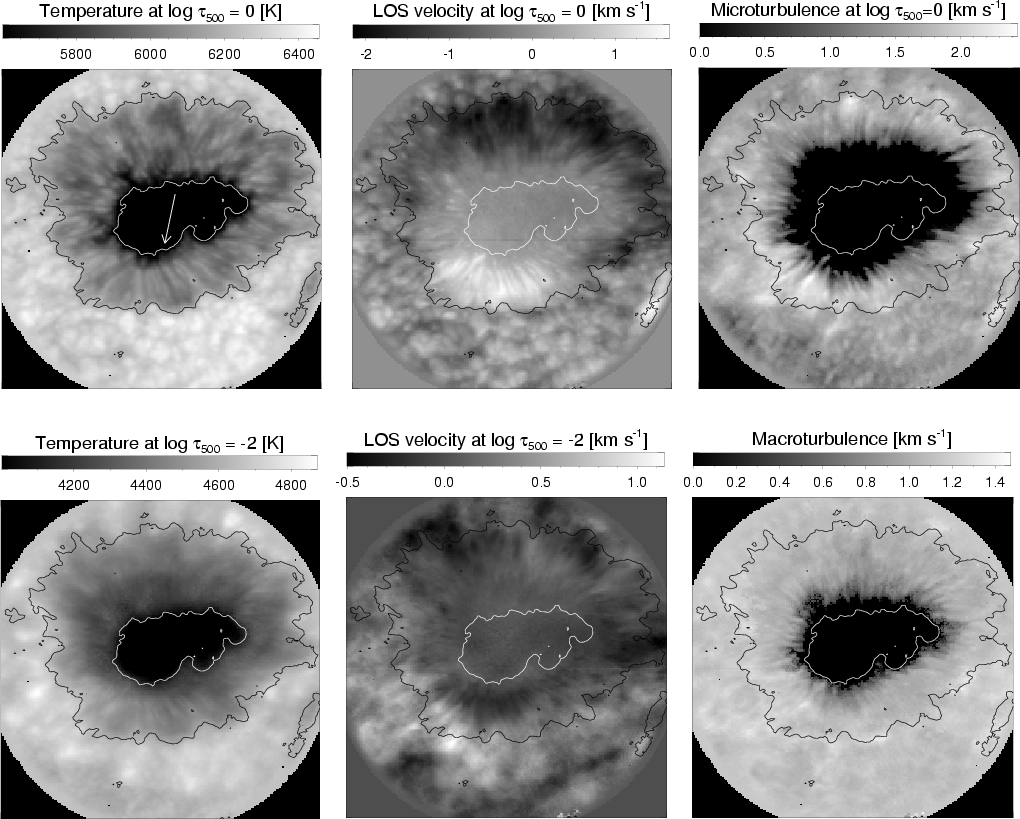 Temperature at log τ500 = 0 [K]
5800 6000 6200 6400
LOS velocity at log τ500 = 0 [km s-1]
-2 -1 0 1
Microturbulence at log τ500=0 [km s-1]
0.0 0.5 1.0 1.5 2.0
Temperature at log τ500 = -2 [K]
4200 4400 4600 4800
LOS velocity at log τ500 = -2 [km s-1]
-0.5 0.0 0.5 1.0
Macroturbulence [km s-1]
0.0 0.2 0.4 0.6 0.8 1.0 1.2 1.4